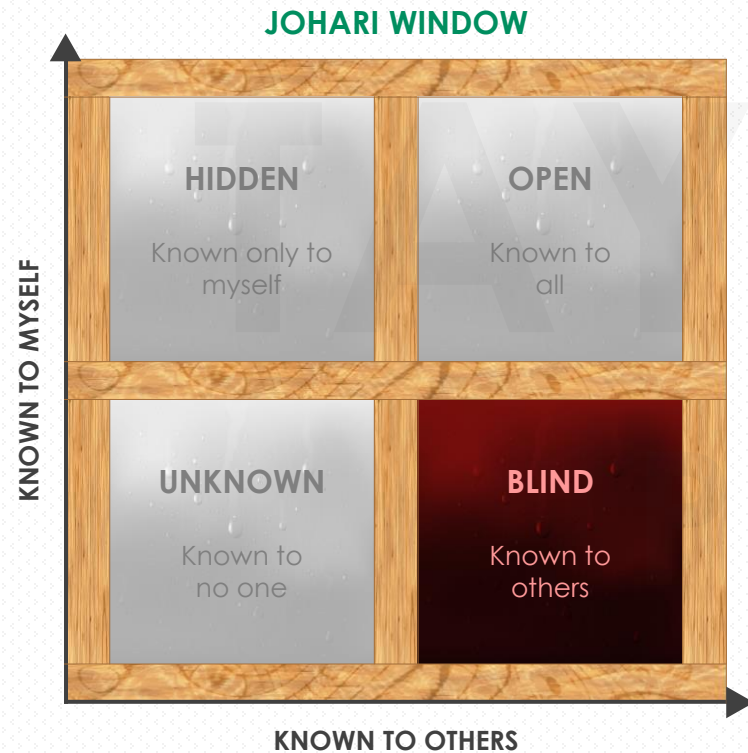 JOHARI WINDOW
KNOWN TO MYSELF
HIDDEN
Known only to
myself
OPEN
Known to
all
UNKNOWN
Known to
no one
BLIND
Known to
others
KNOWN TO OTHERS